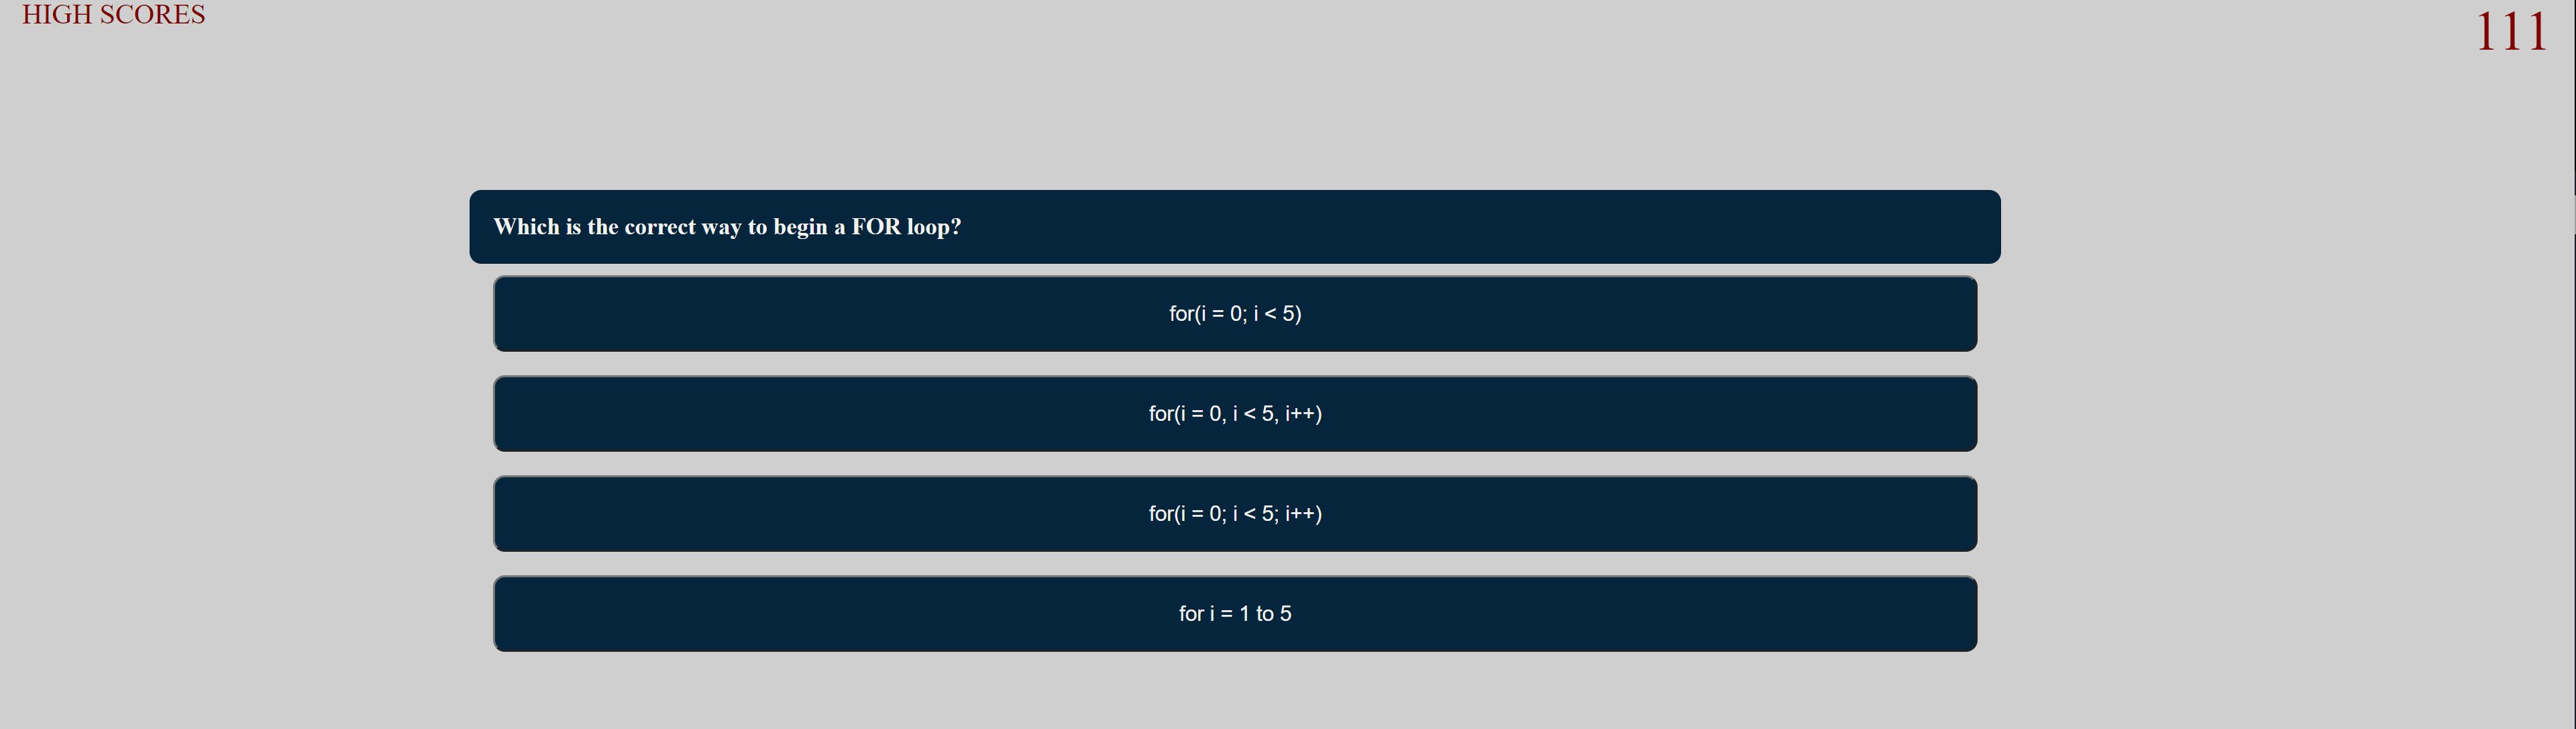 HIGH SCORES
111
Which is the correct way to begin a FOR loop?
for(i = 0; i < 5)
for(i = 0, i < 5, i++)
for(i = 0; i < 5; i++)
for i = 1 to 5